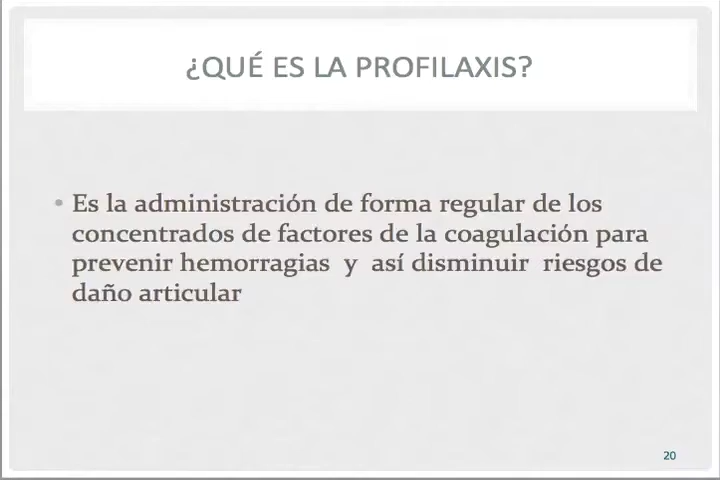 ¿QUÉ ES LA PROFILAXIS?
• Es la administración de forma regular de los
concentrados de factores de la coagulación para
prevenir hemorragias y así disminuir riesgos de
daño articular
20